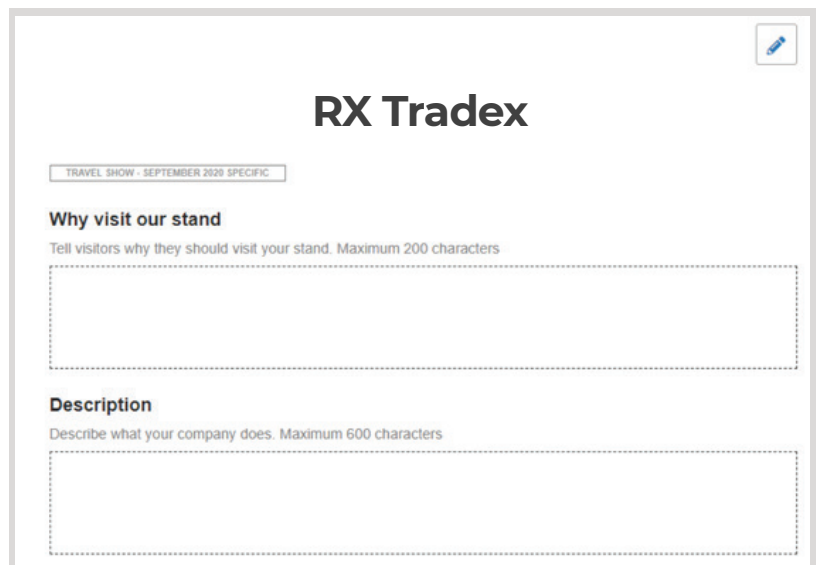 RX Tradex
TRAVEL SHOW - SEPTEMBER 2020 SPECIFIC
Why visit our stand
Tell visitors why they should visit your stand. Maximum 200 characters
Description
Describe what your company does. Maximum 600 characters